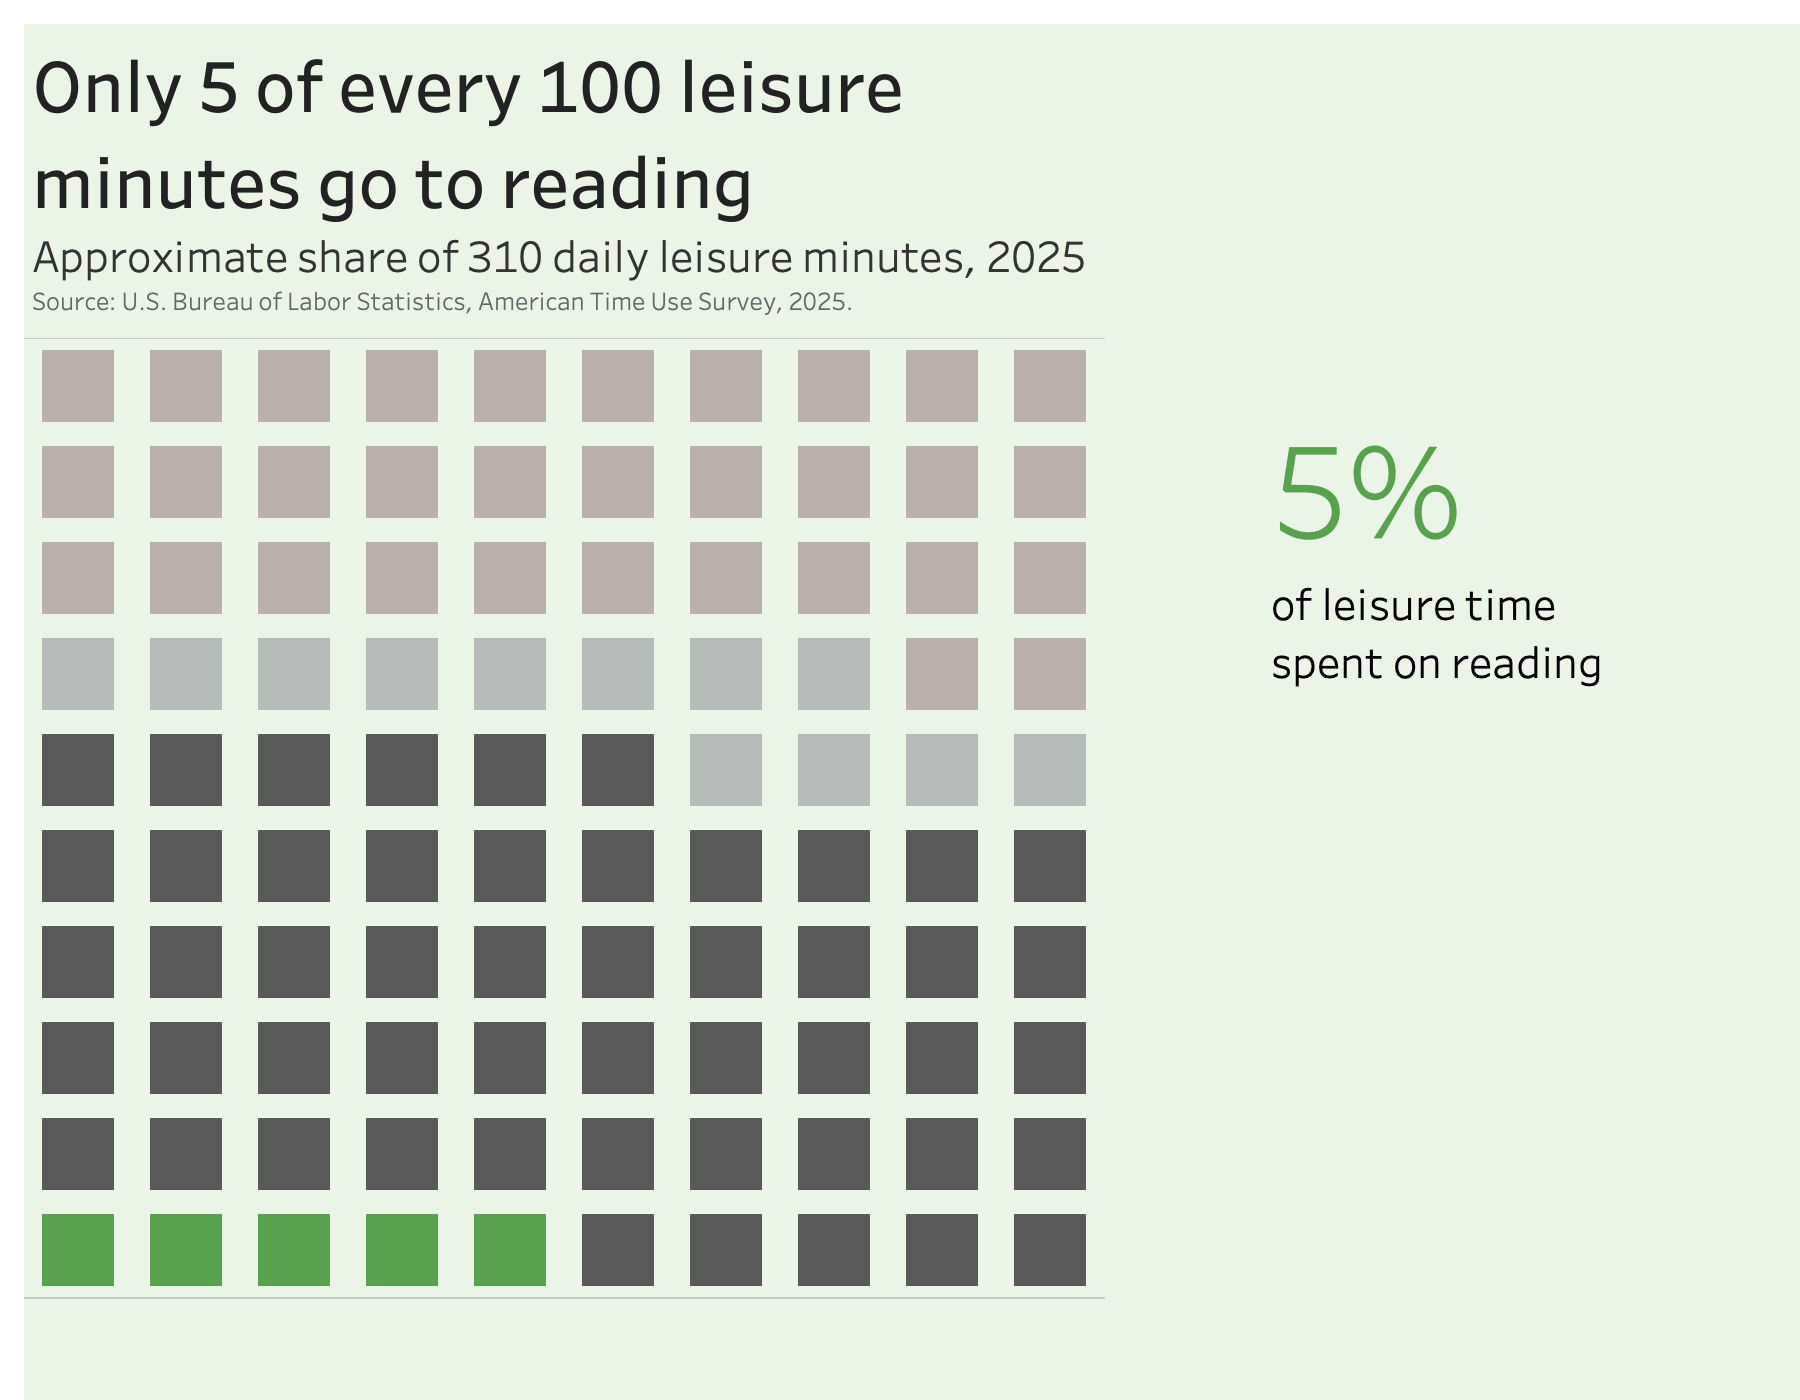 Only 5 of every 100 leisure
minutes go to reading
Approximate share of 310 daily leisure minutes, 2025
Source: U.S. Bureau of Labor Statistics, American Time Use Survey, 2025.
5%
of leisure time
spent on reading